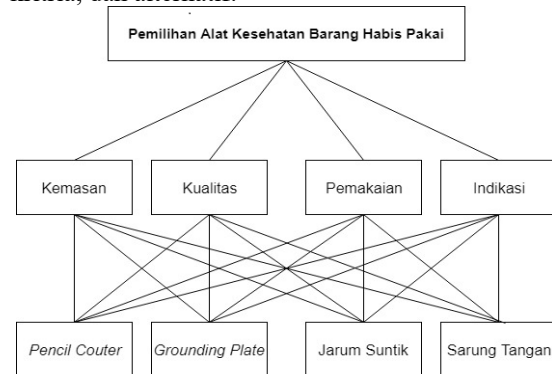 Pemilihan Alat Kesehatan Barang Habis Pakai
Kemasan
Kualitas
Pemakaian
Indikasi
Pencil Couter
Grounding Plate
Jarum Suntik
Sarung Tangan